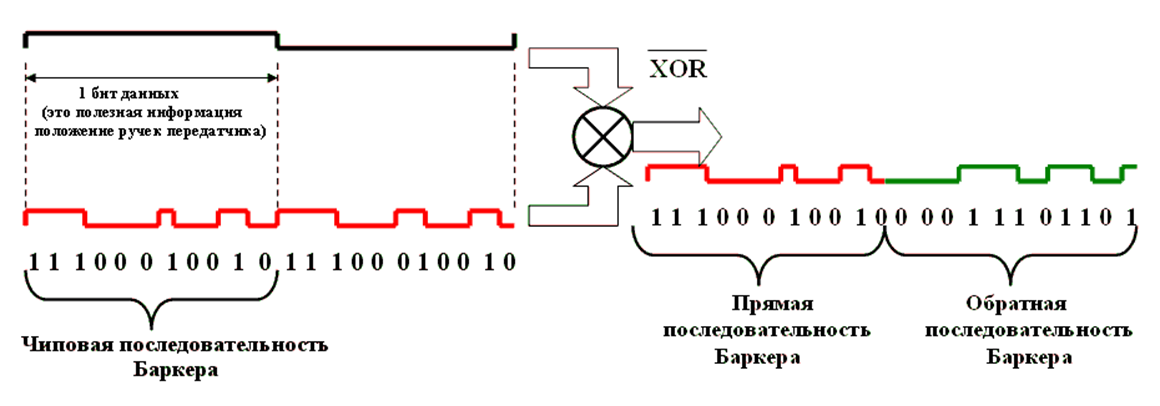 XOR
1 бит данных
(это полезная информация
положение ручек передатчика)
1 1 1 0 0 0 1 0 0 1 0 1 1 1 0 0 0 1 0 0 1 0
1 1 1 0 0 0 1 0 0 1 0 0 0 0 1 1 1 0 1 1 0 1
Чиповая последовательность
Баркера
Прямая
последовательность
Баркера
Обратная
последовательность
Баркера